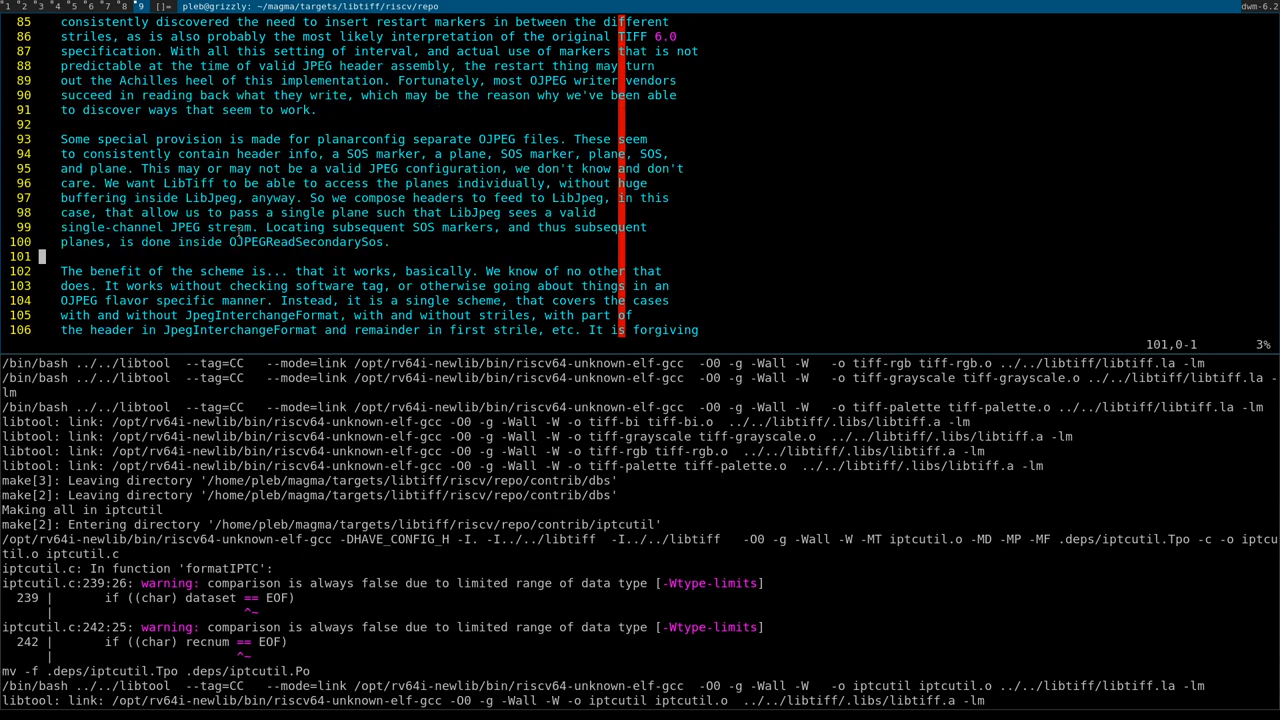 1 2 3 4 5 6 7 8 9 []= pleb@grizzly: ~/magma/targets/libtiff/riscv/repo dwm-6.2
85 consistently discovered the need to insert restart markers in between the different
86 striles, as is also probably the most likely interpretation of the original TIFF 6.0
87 specification. With all this setting of interval, and actual use of markers that is not
88 predictable at the time of valid JPEG header assembly, the restart thing may turn
89 out the Achilles heel of this implementation. Fortunately, most OJPEG writer vendors
90 succeed in reading back what they write, which may be the reason why we've been able
91 to discover ways that seem to work.
92
93 Some special provision is made for planarconfig separate OJPEG files. These seem
94 to consistently contain header info, a SOS marker, a plane, SOS marker, plane, SOS,
95 and plane. This may or may not be a valid JPEG configuration, we don't know and don't
96 care. We want LibTiff to be able to access the planes individually, without huge
97 buffering inside LibJpeg, anyway. So we compose headers to feed to LibJpeg, in this
98 case, that allow us to pass a single plane such that LibJpeg sees a valid
99 single-channel JPEG stream. Locating subsequent SOS markers, and thus subsequent
100 planes, is done inside OJPEGReadSecondarySos.
101
102 The benefit of the scheme is... that it works, basically. We know of no other that
103 does. It works without checking software tag, or otherwise going about things in an
104 OJPEG flavor specific manner. Instead, it is a single scheme, that covers the cases
105 with and without JpegInterchangeFormat, with and without striles, with part of
106 the header in JpegInterchangeFormat and remainder in first strile, etc. It is forgiving
101,0-1 3%
/bin/bash ../../libtool --tag=CC --mode=link /opt/rv64i-newlib/bin/riscv64-unknown-elf-gcc -O0 -g -Wall -W -o tiff-rgb tiff-rgb.o ../../libtiff/libtiff.la -lm
/bin/bash ../../libtool --tag=CC --mode=link /opt/rv64i-newlib/bin/riscv64-unknown-elf-gcc -O0 -g -Wall -W -o tiff-grayscale tiff-grayscale.o ../../libtiff/libtiff.la -
lm
/bin/bash ../../libtool --tag=CC --mode=link /opt/rv64i-newlib/bin/riscv64-unknown-elf-gcc -O0 -g -Wall -W -o tiff-palette tiff-palette.o ../../libtiff/libtiff.la -lm
libtool: link: /opt/rv64i-newlib/bin/riscv64-unknown-elf-gcc -O0 -g -Wall -W -o tiff-bi tiff-bi.o ../../libtiff/.libs/libtiff.a -lm
libtool: link: /opt/rv64i-newlib/bin/riscv64-unknown-elf-gcc -O0 -g -Wall -W -o tiff-grayscale tiff-grayscale.o ../../libtiff/.libs/libtiff.a -lm
libtool: link: /opt/rv64i-newlib/bin/riscv64-unknown-elf-gcc -O0 -g -Wall -W -o tiff-rgb tiff-rgb.o ../../libtiff/.libs/libtiff.a -lm
libtool: link: /opt/rv64i-newlib/bin/riscv64-unknown-elf-gcc -O0 -g -Wall -W -o tiff-palette tiff-palette.o ../../libtiff/.libs/libtiff.a -lm
make[3]: Leaving directory '/home/pleb/magma/targets/libtiff/riscv/repo/contrib/dbs'
make[2]: Leaving directory '/home/pleb/magma/targets/libtiff/riscv/repo/contrib/dbs'
Making all in iptcutil
make[2]: Entering directory '/home/pleb/magma/targets/libtiff/riscv/repo/contrib/iptcutil'
/opt/rv64i-newlib/bin/riscv64-unknown-elf-gcc -DHAVE_CONFIG_H -I. -I../../libtiff -I../../libtiff -O0 -g -Wall -W -MT iptcutil.o -MD -MP -MF .deps/iptcutil.Tpo -c -o iptcu
til.o iptcutil.c
iptcutil.c: In function 'formatIPTC':
iptcutil.c:239:26: warning: comparison is always false due to limited range of data type [-Wtype-limits]
239 | if ((char) dataset == EOF)
| ^~
iptcutil.c:242:25: warning: comparison is always false due to limited range of data type [-Wtype-limits]
242 | if ((char) recnum == EOF)
| ^~
mv -f .deps/iptcutil.Tpo .deps/iptcutil.Po
/bin/bash ../../libtool --tag=CC --mode=link /opt/rv64i-newlib/bin/riscv64-unknown-elf-gcc -O0 -g -Wall -W -o iptcutil iptcutil.o ../../libtiff/libtiff.la -lm
libtool: link: /opt/rv64i-newlib/bin/riscv64-unknown-elf-gcc -O0 -g -Wall -W -o iptcutil iptcutil.o ../../libtiff/.libs/libtiff.a -lm